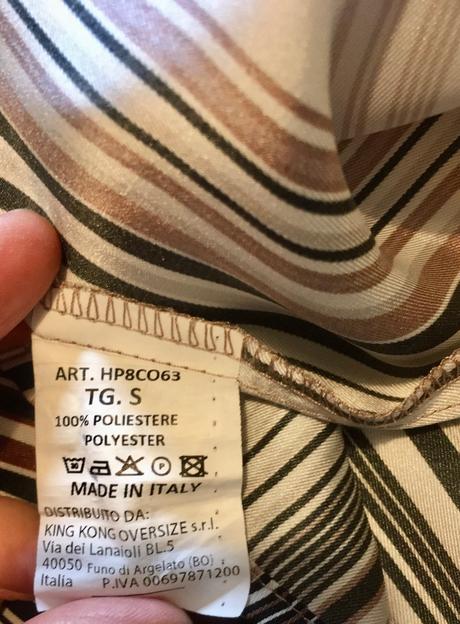 ART. HP8CO63
TG. S
100% POLIESTERE
POLYESTER
P
MADE IN ITALY
DISTRIBUITO DA:
KING KONG OVERSIZE s.r.l.
Via dei Lanaioli BL.5
40050 Funo di Argelato (BO)
Italia P.IVA 00697871200